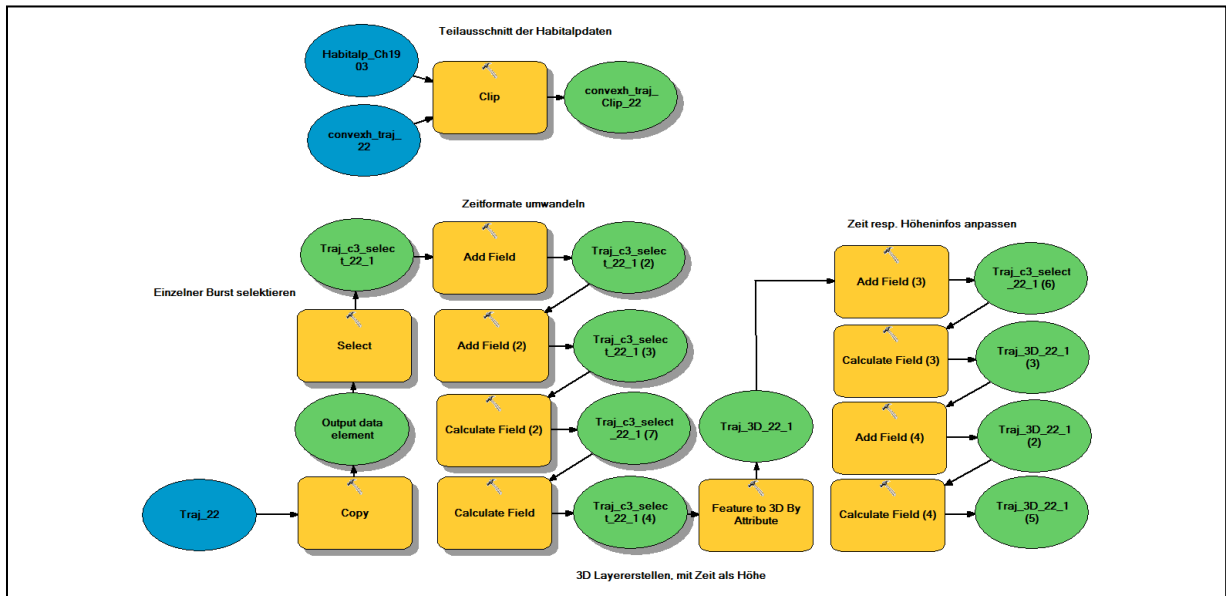 Teilausschnitt der Habitalpdaten
Habitalp_Ch19
03
Clip
convexh_traj_
Clip_22
convexh_traj_
22
Zeitformate umwandeln
Zeit resp. Höheninfos anpassen
Traj_c3_selec
t_22_1
Add Field
Traj_c3_selec
t_22_1 (2)
Add Field (3)
Traj_c3_select
_22_1 (6)
Einzelner Burst selektieren
Select
Add Field (2)
Traj_c3_selec
t_22_1 (3)
Calculate Field (3)
Traj_3D_22_1
(3)
Output data
element
Calculate Field (2)
Traj_c3_select
_22_1 (7)
Traj_3D_22_1
Add Field (4)
Traj_3D_22_1
(2)
Traj_22
Copy
Calculate Field
Traj_c3_selec
t_22_1 (4)
Feature to 3D By
Attribute
Calculate Field (4)
Traj_3D_22_1
(5)
3D Layererstellen, mit Zeit als Höhe